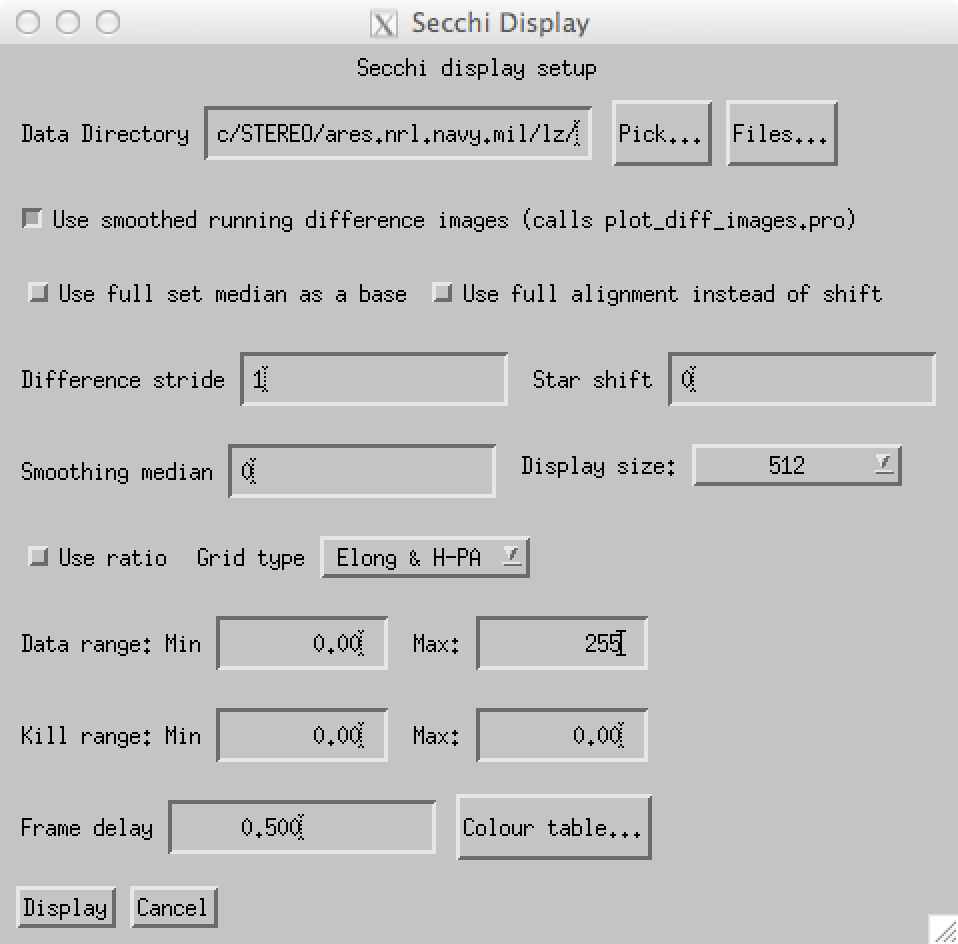 Secchi Display
Secchi display setup
Data Directory c/STEREO/ares.nrl.navy.mil/lz/ Pick... Files...
Use smoothed running difference images (calls plot_diff_images.pro)
Use full set median as a base Use full alignment instead of shift
Difference stride 1 Star shift 0
Smoothing median 0 Display size: 512
Use ratio Grid type Elong & H-PA
Data range: Min 0.00 Max: 255
Kill range: Min 0.00 Max: 0.00
Frame delay 0.500 Colour table...
Display Cancel